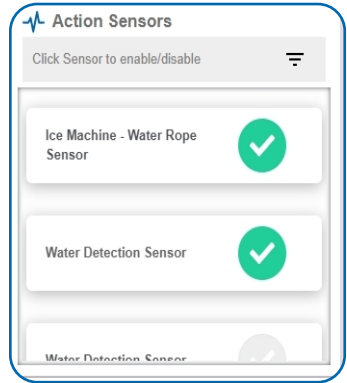 Action Sensors
Click Sensor to enable/disable
Ice Machine - Water Rope
Sensor
Water Detection Sensor
Water Detection Sensor